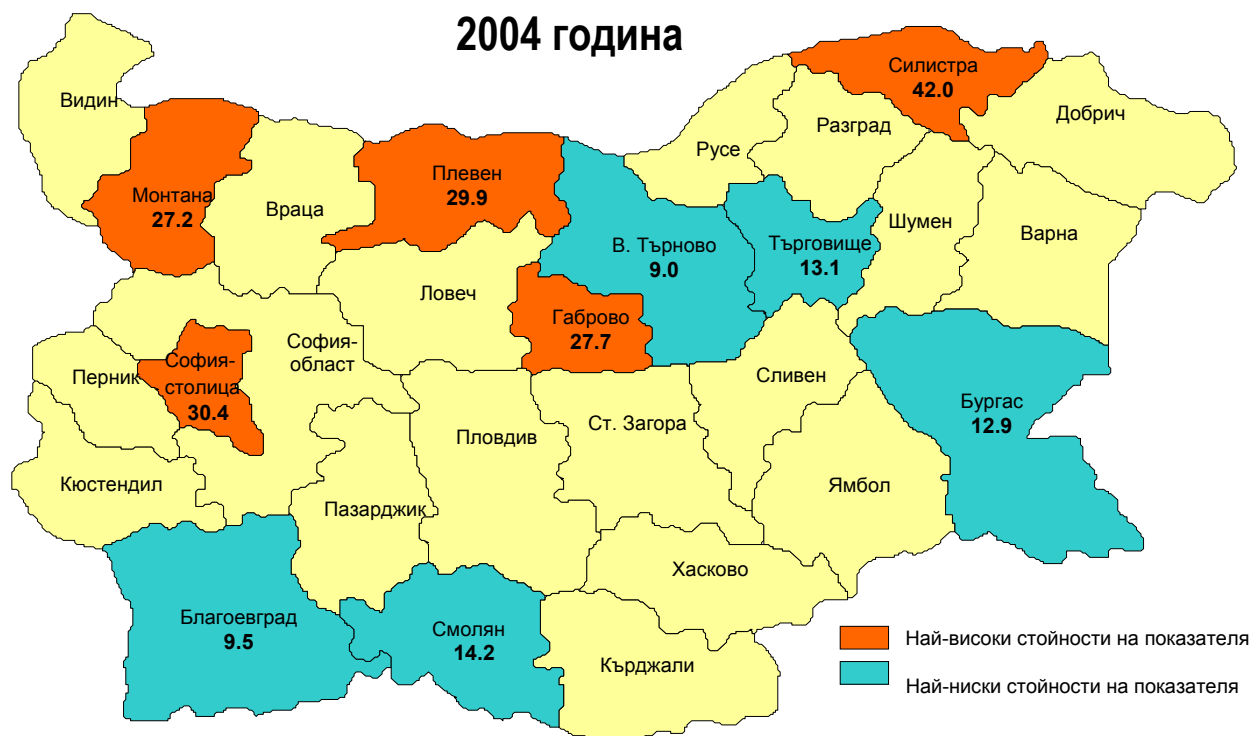 2004 година
Видин
Силистра
42.0
Добрич
Разград
Русе
Монтана
27.2
Враца
Плевен
29.9
В. Търново
9.0
Търговище
13.1
Шумен
Варна
Ловеч
Габрово
27.7
София-
област
Перник
София-
столица
30.4
Сливен
Бургас
12.9
Пловдив
Ст. Загора
Кюстендил
Пазарджик
Ямбол
Хасково
Благоевград
9.5
Смолян
14.2
Кърджали
Най-високи стойности на показателя
Най-ниски стойности на показателя